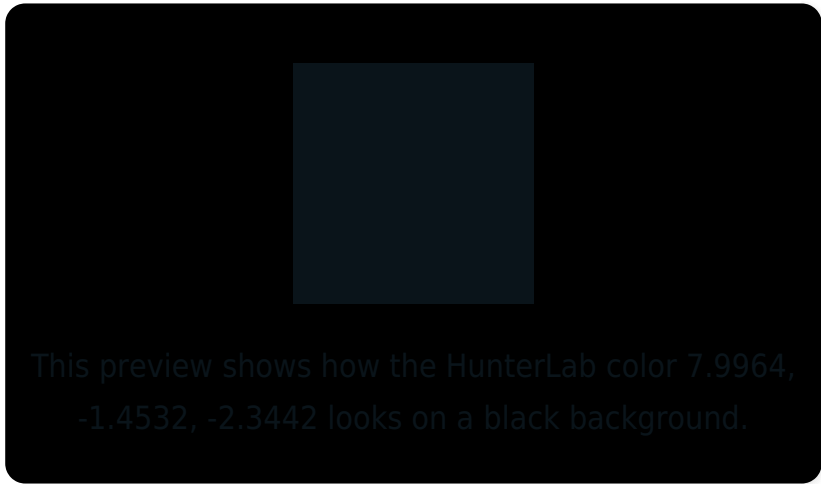 This preview shows how the HunterLab color 7.9964,
-1.4532, -2.3442 looks on a black background.